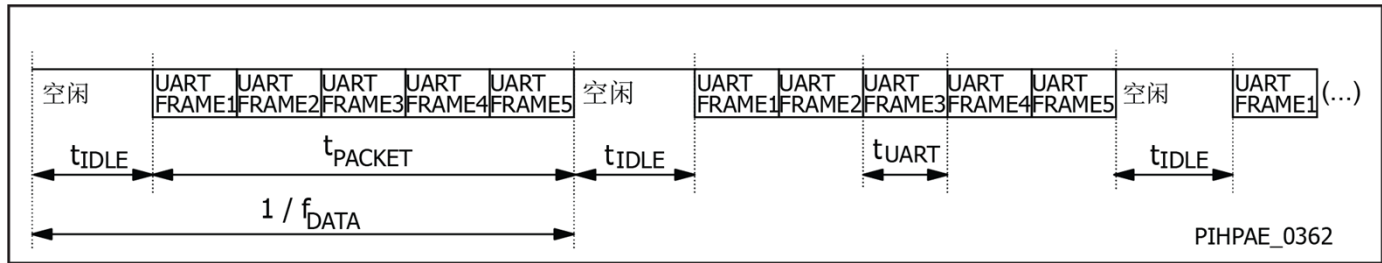 空闲 UART FRAME1 UART FRAME2 UART FRAME3 UART FRAME4 UART FRAME5 空闲 UART FRAME1 UART FRAME2 UART FRAME3 UART FRAME4 UART FRAME5 空闲 UART FRAME1 (...)
tIDLE tPACKET tIDLE tUART tIDLE
1 / fDATA
PIHPAE_0362